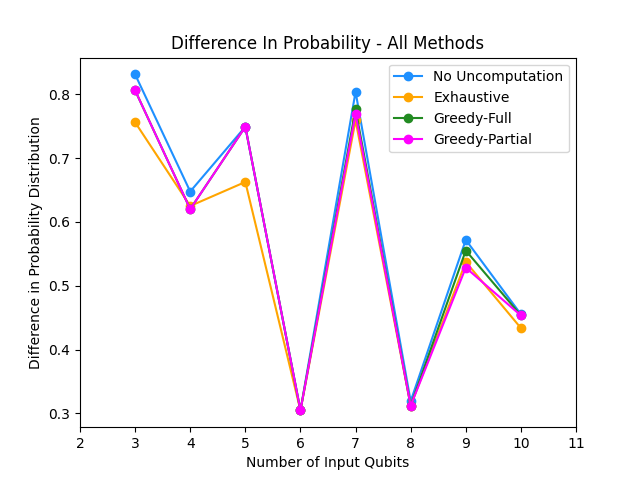 Difference In Probability - All Methods
No Uncomputation
Exhaustive
Greedy-Full
Greedy-Partial
Difference in Probability Distribution
0.8
0.7
0.6
0.5
0.4
0.3
2 3 4 5 6 7 8 9 10 11
Number of Input Qubits